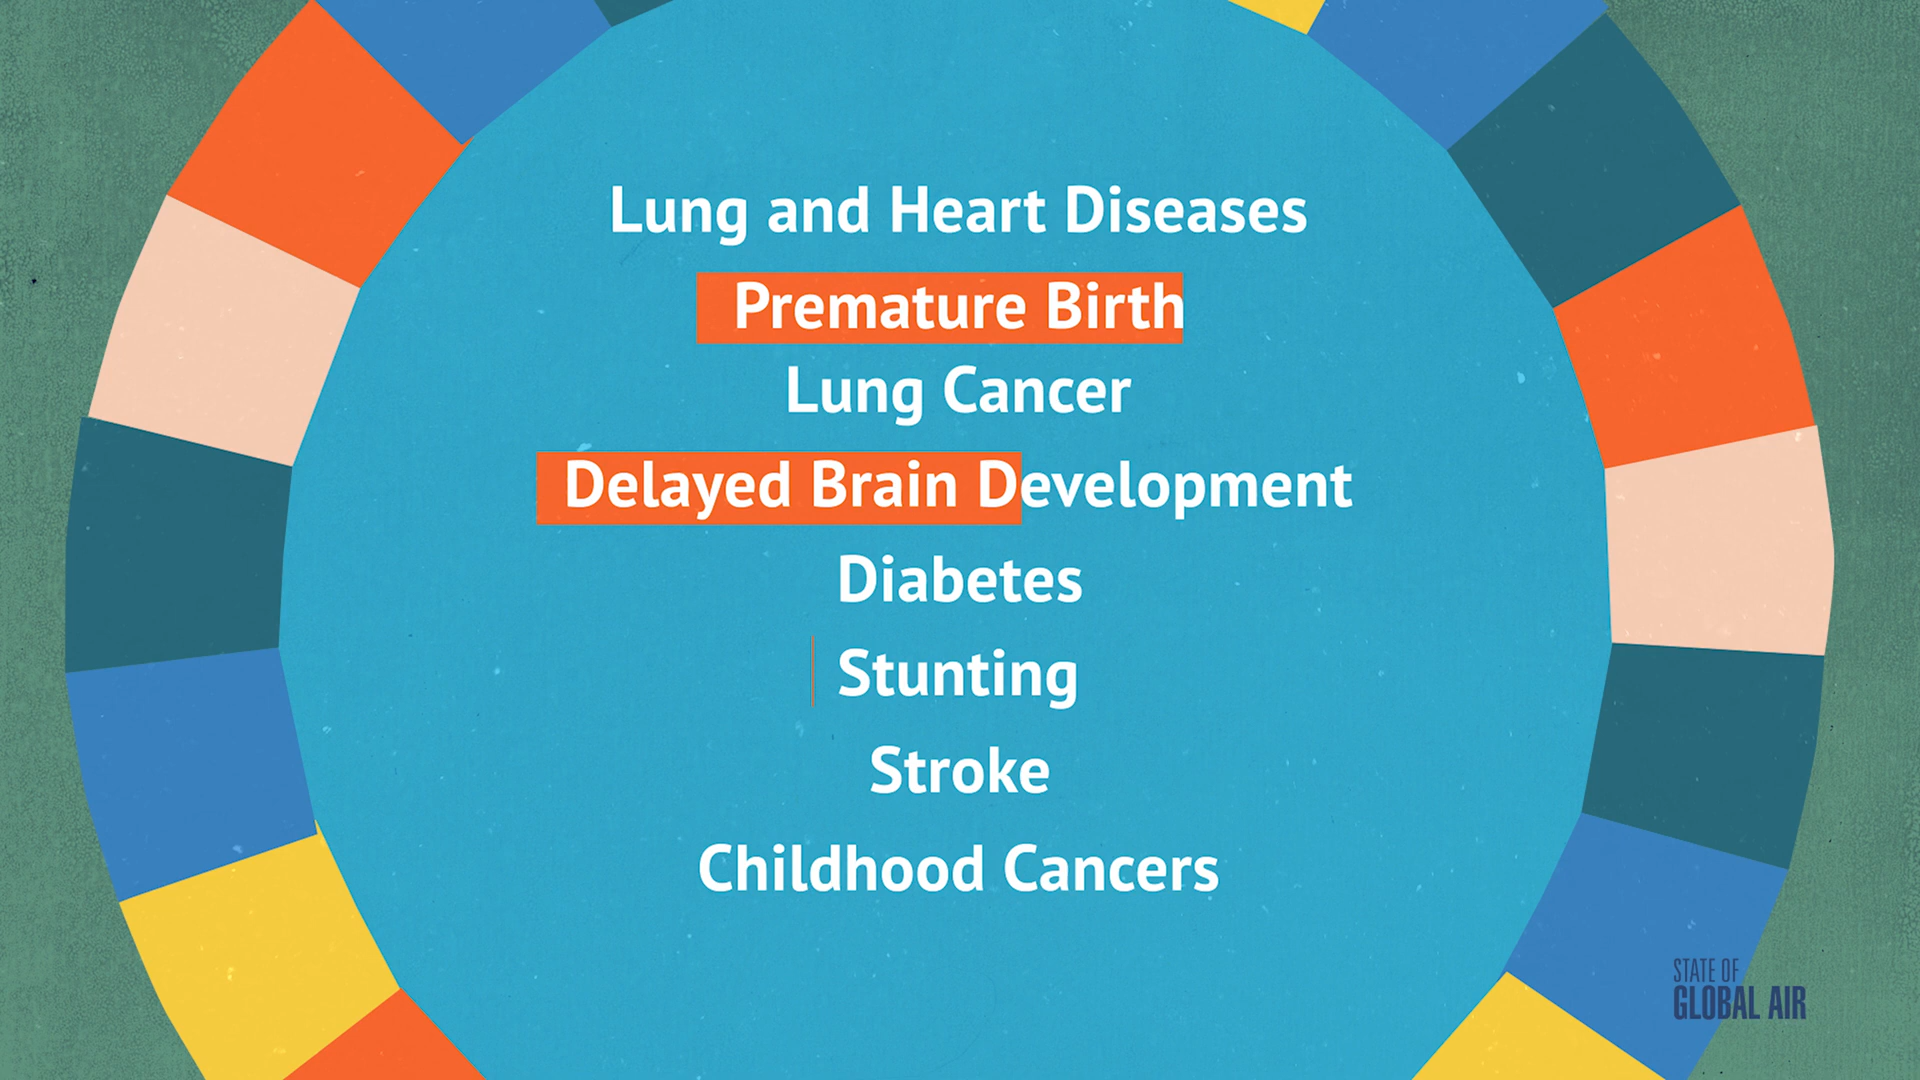 Lung and Heart Diseases
Premature Birth
Lung Cancer
Delayed Brain Development
Diabetes
Stunting
Stroke
Childhood Cancers
STATE OF
GLOBAL AIR